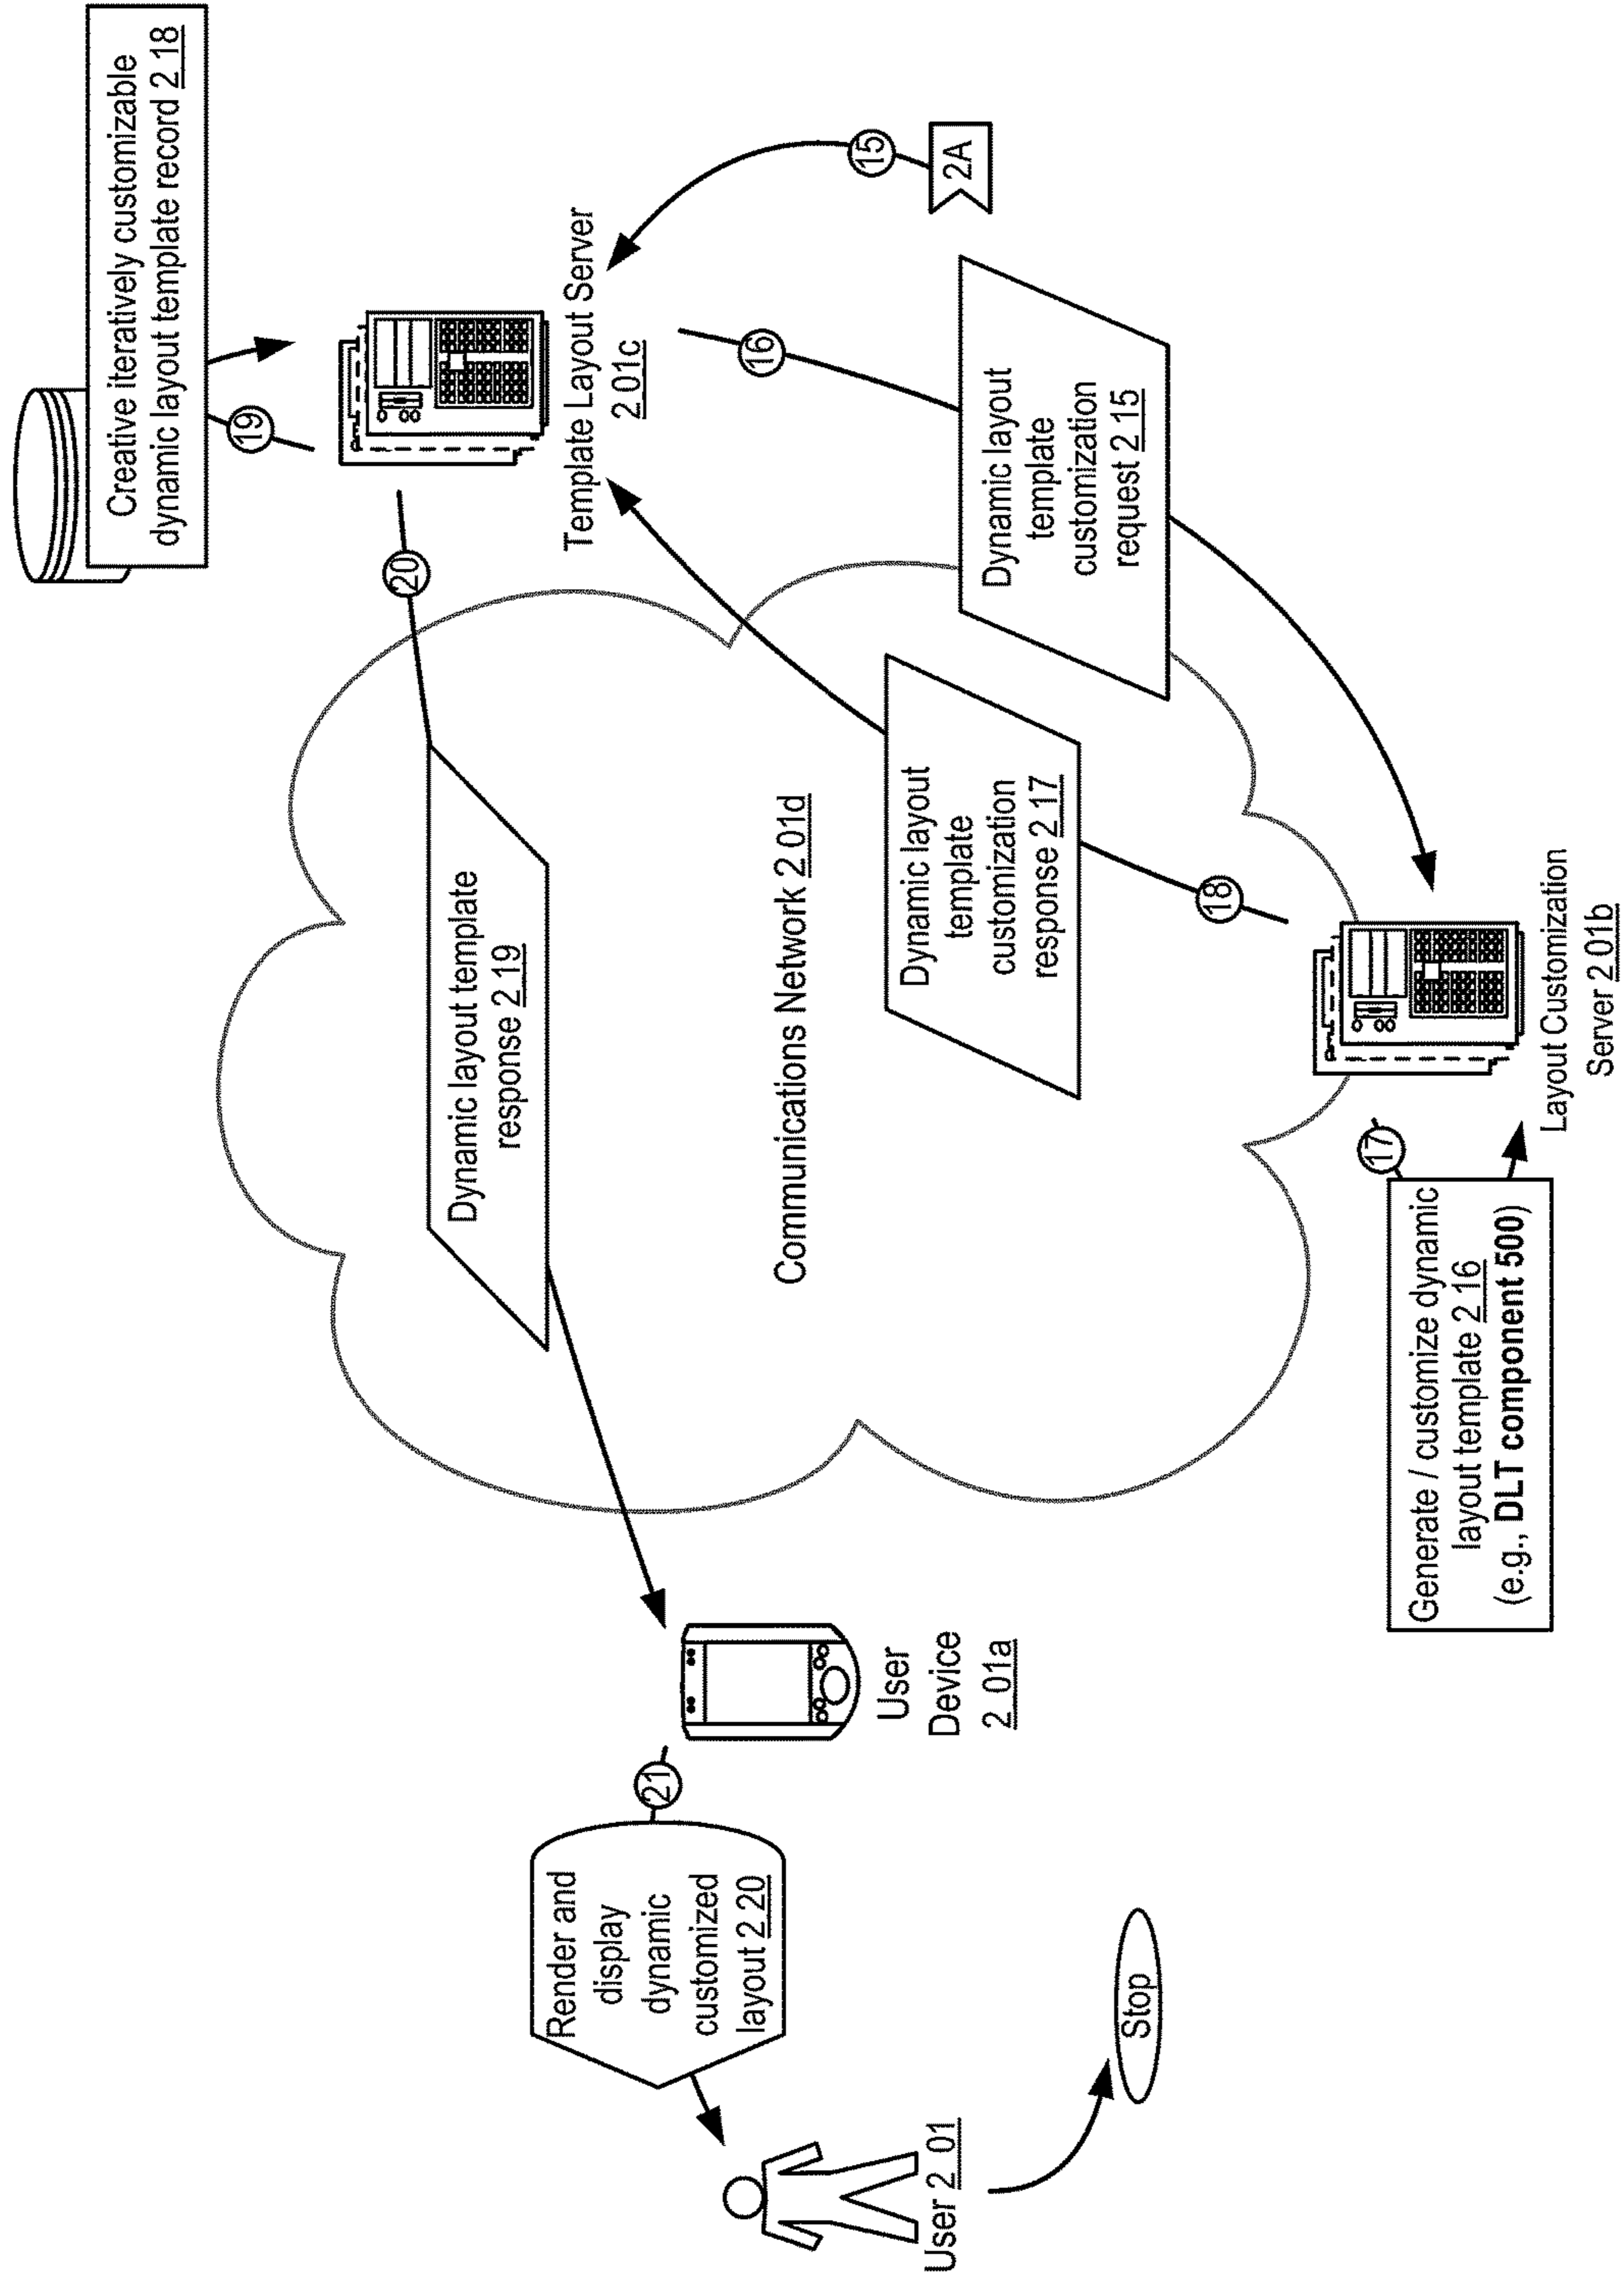 Creative iteratively customizable
dynamic layout template record 2 18
19
20
Template Layout Server
2 01c
15
2A
16
Dynamic layout template
response 2 19
Communications Network 2 01d
Dynamic layout
template
customization
request 2 15
Dynamic layout
template
customization
response 2 17
18
Layout Customization
Server 2 01b
17
Generate / customize dynamic
layout template 2 16
(e.g., DLT component 500)
User
Device
2 01a
21
Render and
display
dynamic
customized
layout 2 20
User 2 01
Stop